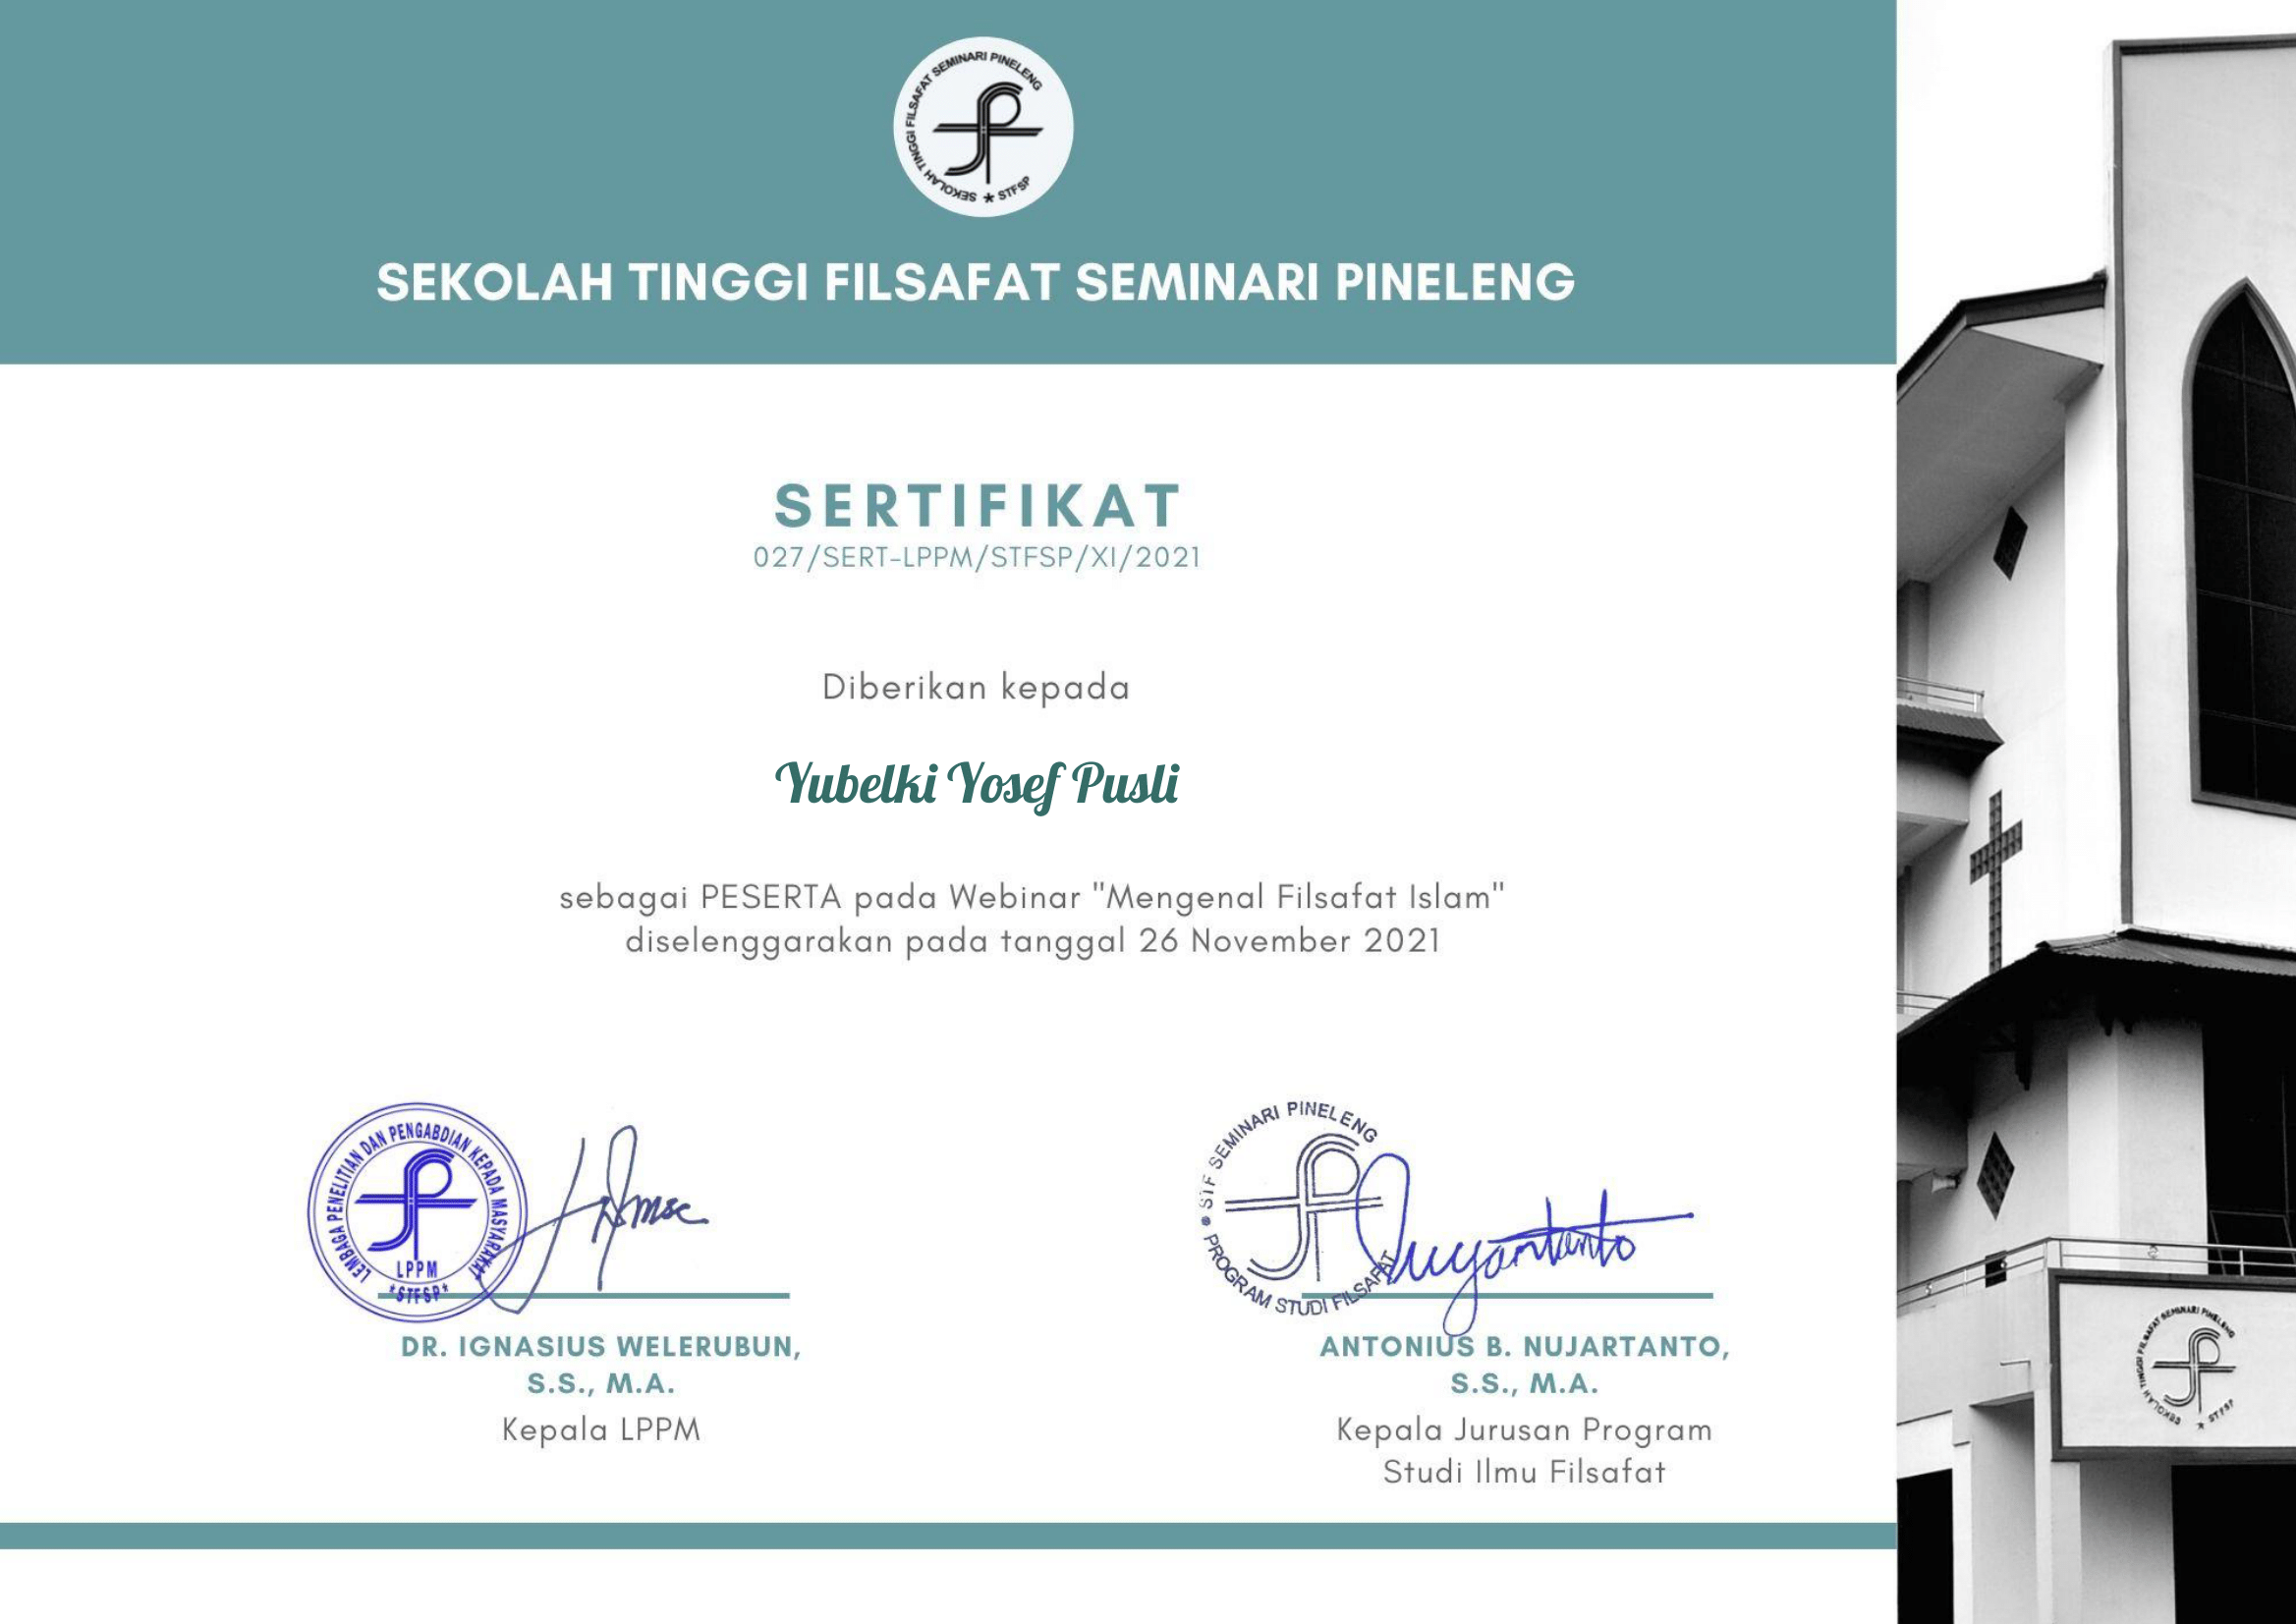 SEKOLAH TINGGI FILSAFAT SEMINARI PINELENG
* STFSP
SEKOLAH TINGGI FILSAFAT SEMINARI PINELENG
SERTIFIKAT
027/SERT-LPPM/STFSP/XI/2021
Diberikan kepada
Yubelki Yosef Pusli
sebagai PESERTA pada Webinar "Mengenal Filsafat Islam"
diselenggarakan pada tanggal 26 November 2021
LEMBAGA PENELITIAN DAN PENGABDIAN KEPADA MASYARAKAT
LPPM
*STFSP*
DR. IGNASIUS WELERUBUN,
S.S., M.A.
Kepala LPPM
STF SEMINARI PINELENG
PROGRAM STUDI FILSAFAT
ANTONIUS B. NUJARTANTO,
S.S., M.A.
Kepala Jurusan Program
Studi Ilmu Filsafat
SEKOLAH TINGGI FILSAFAT SEMINARI PINELENG
* STFSP